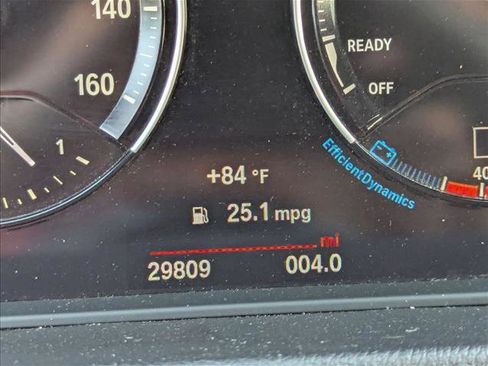 140
160
1
READY
OFF
EfficientDynamics
40
+84 °F
25.1 mpg
mi
29809 004.0